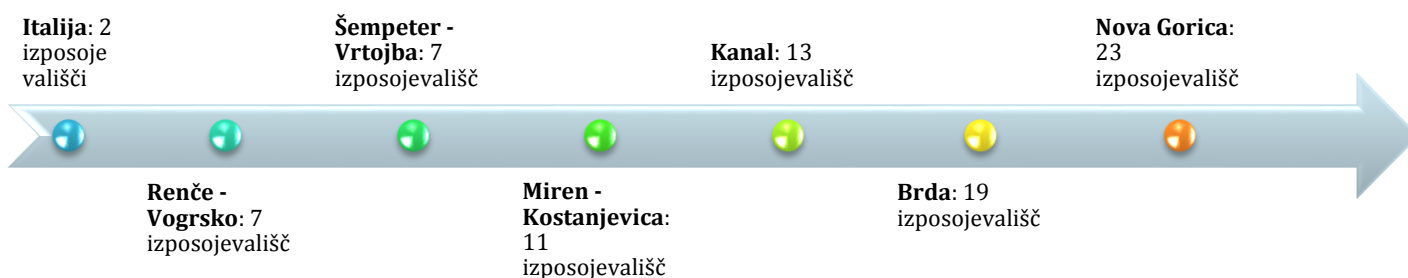 Italija: 2
izposoje
vališči
Renče -
Vogrsko: 7
izposojevališč
Šempeter -
Vrtojba: 7
izposojevališč
Miren -
Kostanjevica:
11
izposojevališč
Kanal: 13
izposojevališč
Brda: 19
izposojevališč
Nova Gorica:
23
izposojevališč